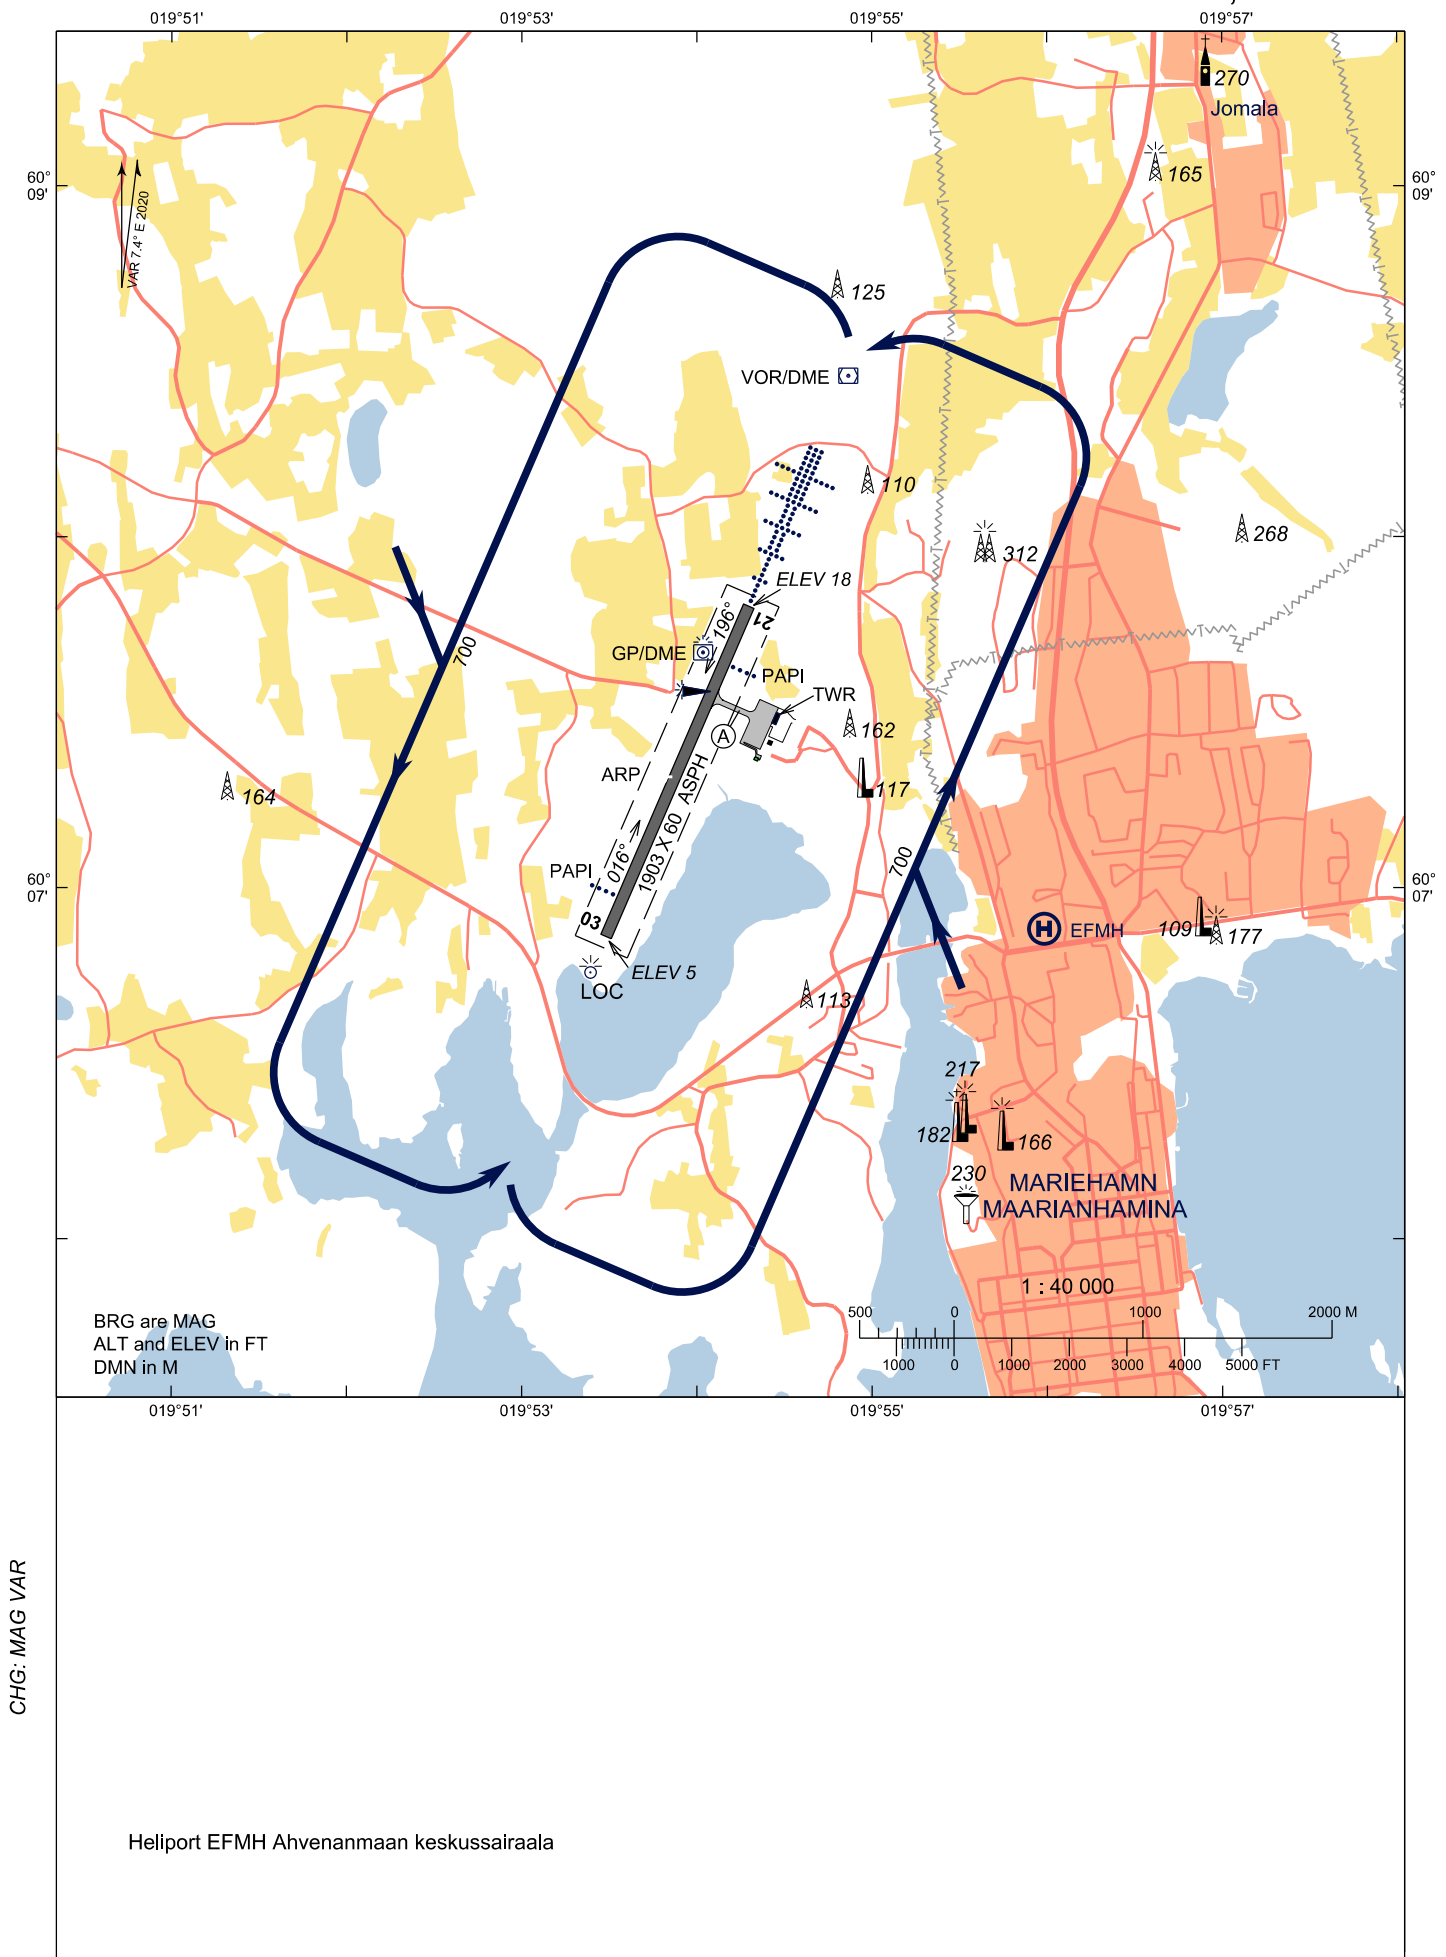 019°51'
019°53'
019°55'
019°57'
270
Jomala
165
60°
09'
60°
09'
VAR 7.4° E 2020
125
VOR/DME
110
312
268
ELEV 18
21
196°
GP/DME
PAPI
700
TWR
A
162
ARP
117
164
1903 X 60 ASPH
016°
PAPI
03
700
60°
07'
60°
07'
H EFMH
109
177
ELEV 5
LOC
113
217
182
166
230
MARIEHAMN
MAARIANHAMINA
1 : 40 000
500 0 1000 2000 M
1000 0 1000 2000 3000 4000 5000 FT
BRG are MAG
ALT and ELEV in FT
DMN in M
019°51'
019°53'
019°55'
019°57'
CHG: MAG VAR
Heliport EFMH Ahvenanmaan keskussairaala